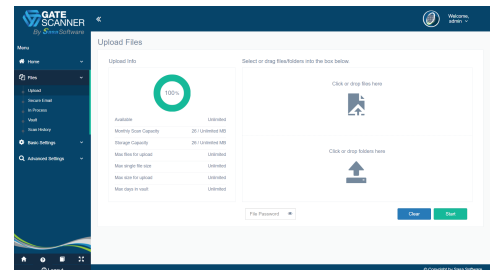 GATE
SCANNER
By Sasa Software
«
Welcome,
admin
Menu
Home
Files
Upload
Secure Email
In Process
Vault
Scan History
Basic Settings
Advanced Settings
Logout
Upload Files
Upload Info
100%
Available Unlimited
Monthly Scan Capacity 26 / Unlimited MB
Storage Capacity 26 / Unlimited MB
Max files for upload Unlimited
Max single file size Unlimited
Max size for upload Unlimited
Max days in vault Unlimited
Select or drag files/folders into the box below.
Click or drop files here
Click or drop folders here
File Password
Clear
Start
© Copyright by Sasa Software